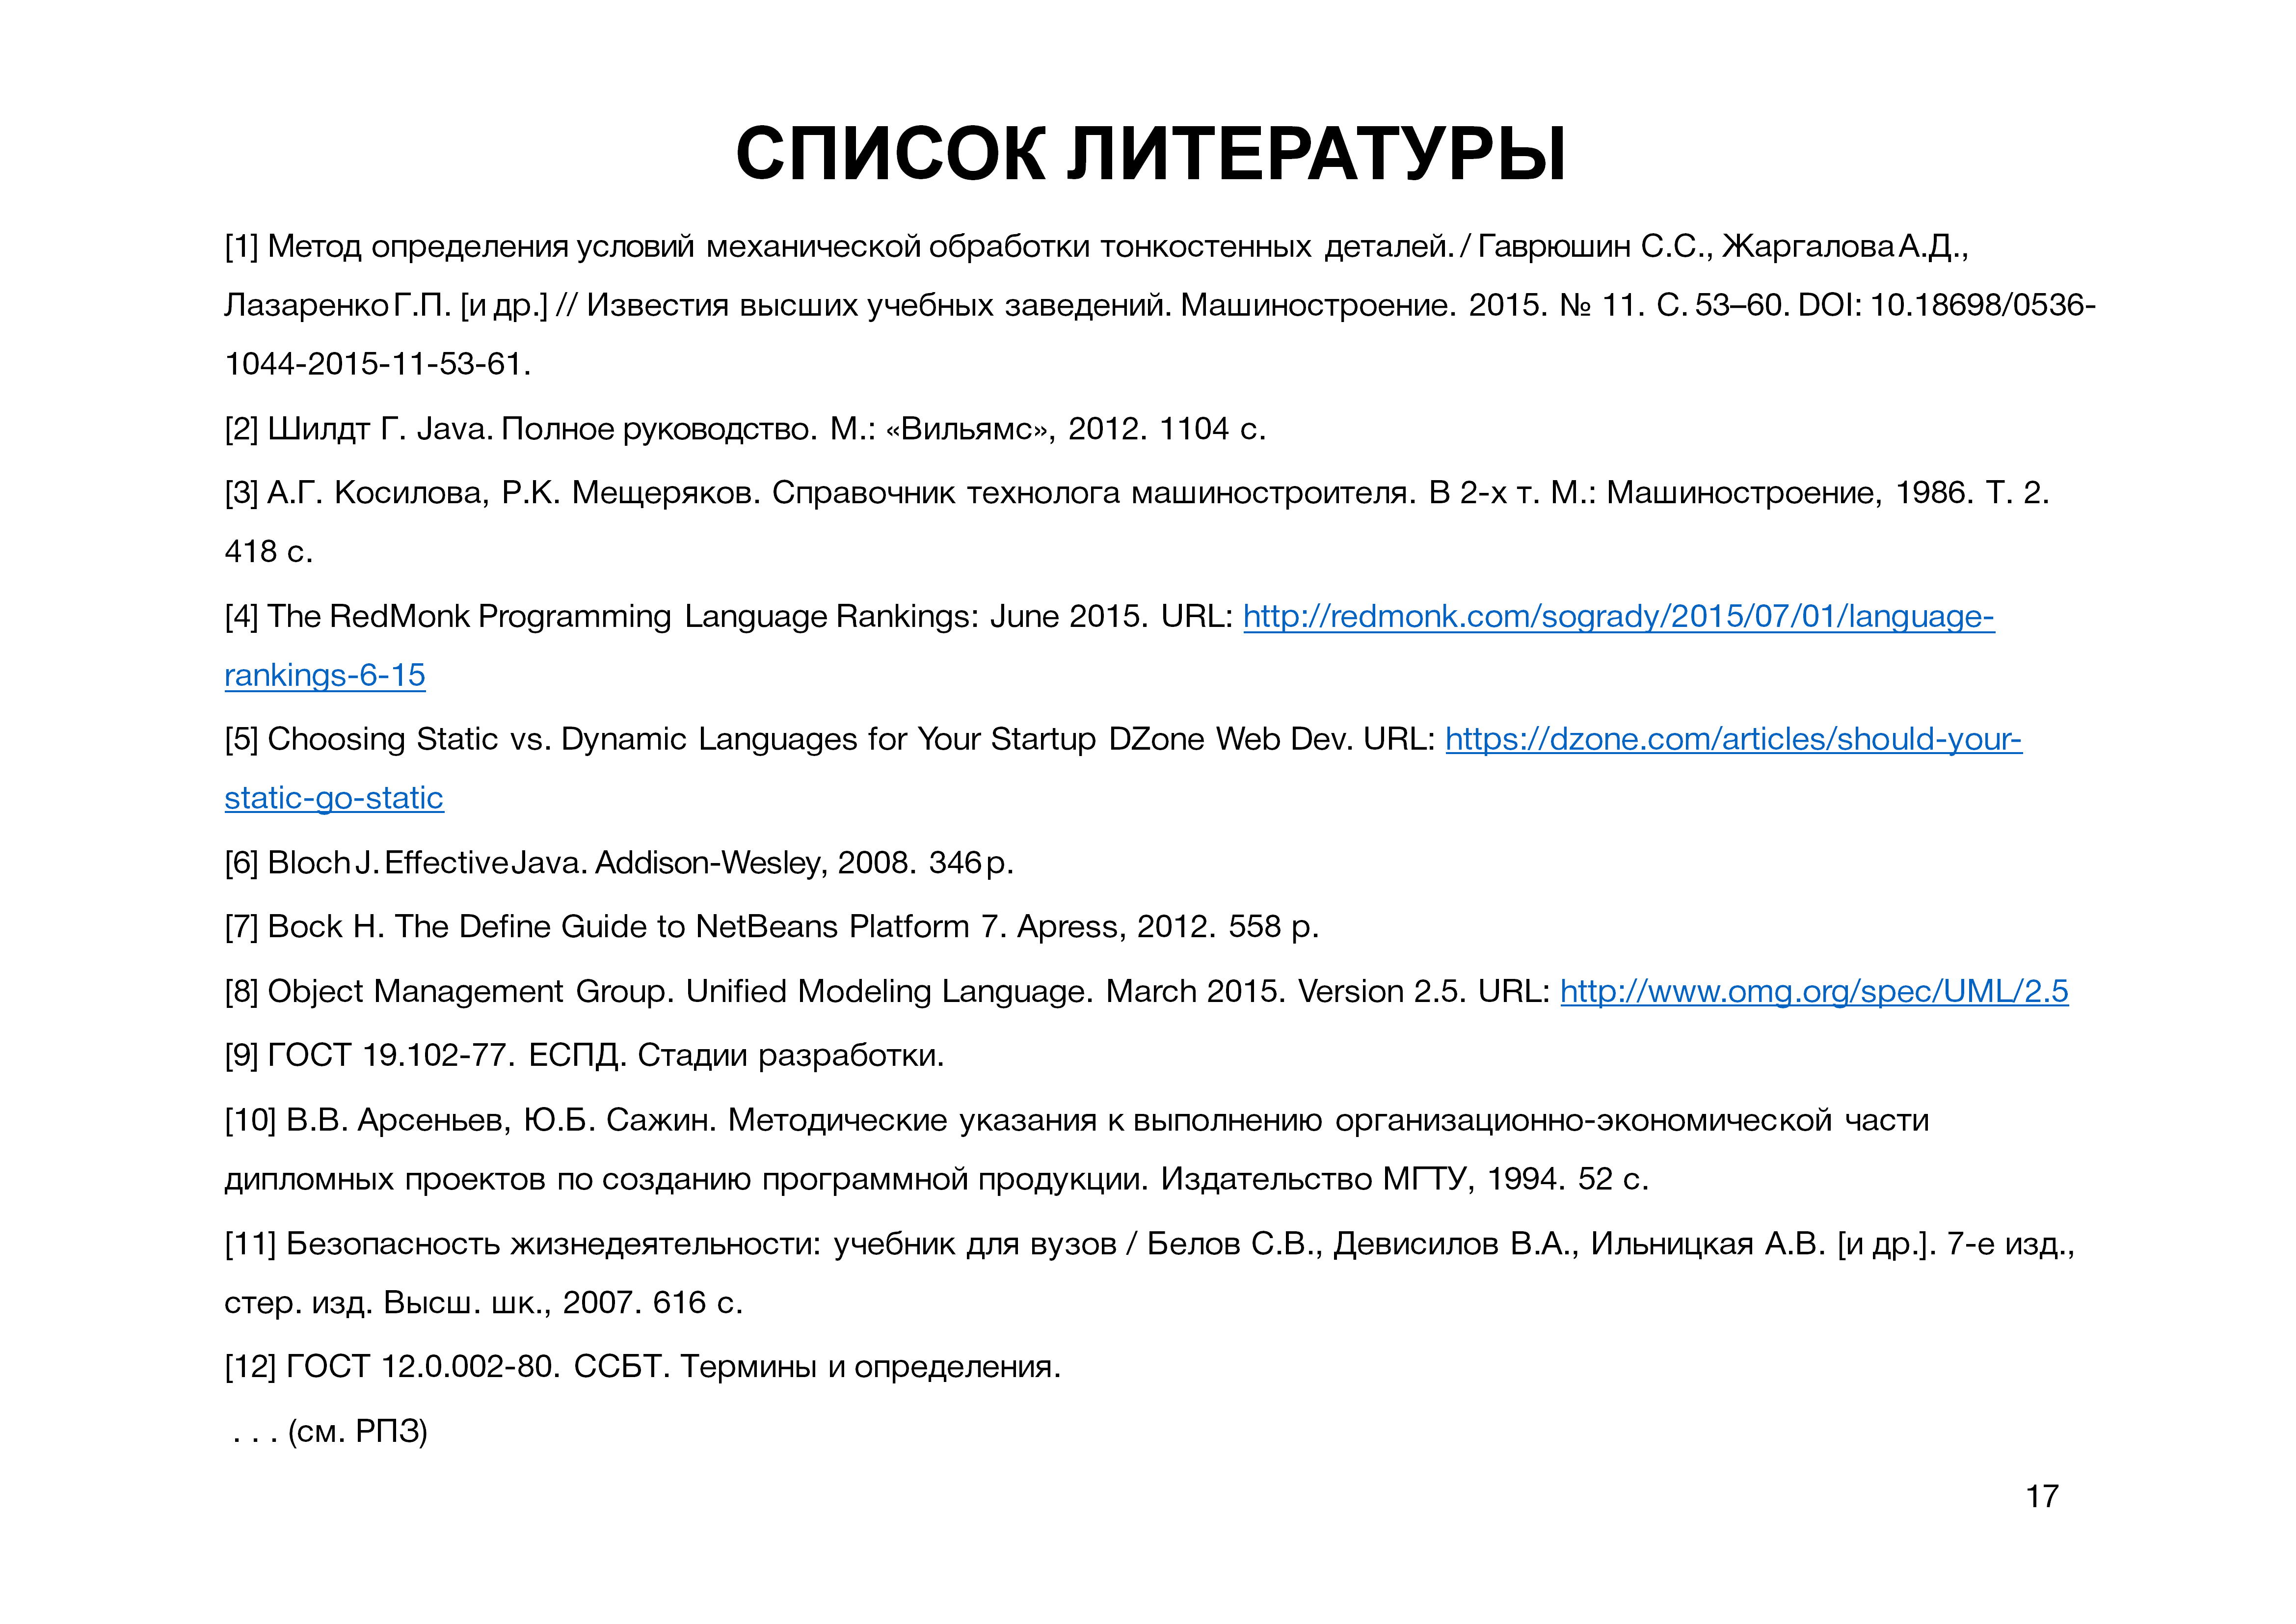 СПИСОК ЛИТЕРАТУРЫ
[1] Метод определения условий механической обработки тонкостенных деталей. / Гаврюшин С.С., Жаргалова А.Д.,
Лазаренко Г.П. [и др.] // Известия высших учебных заведений. Машиностроение. 2015. № 11. С. 53–60. DOI: 10.18698/0536-
1044-2015-11-53-61.
[2] Шилдт Г. Java. Полное руководство. М.: «Вильямс», 2012. 1104 с.
[3] А.Г. Косилова, Р.К. Мещеряков. Справочник технолога машиностроителя. В 2-х т. М.: Машиностроение, 1986. Т. 2.
418 с.
[4] The RedMonk Programming Language Rankings: June 2015. URL: http://redmonk.com/sogrady/2015/07/01/language-
rankings-6-15
[5] Choosing Static vs. Dynamic Languages for Your Startup DZone Web Dev. URL: https://dzone.com/articles/should-your-
static-go-static
[6] Bloch J. Effective Java. Addison-Wesley, 2008. 346 p.
[7] Bock H. The Define Guide to NetBeans Platform 7. Apress, 2012. 558 p.
[8] Object Management Group. Unified Modeling Language. March 2015. Version 2.5. URL: http://www.omg.org/spec/UML/2.5
[9] ГОСТ 19.102-77. ЕСПД. Стадии разработки.
[10] В.В. Арсеньев, Ю.Б. Сажин. Методические указания к выполнению организационно-экономической части
дипломных проектов по созданию программной продукции. Издательство МГТУ, 1994. 52 с.
[11] Безопасность жизнедеятельности: учебник для вузов / Белов С.В., Девисилов В.А., Ильницкая А.В. [и др.]. 7-е изд.,
стер. изд. Высш. шк., 2007. 616 с.
[12] ГОСТ 12.0.002-80. ССБТ. Термины и определения.
. . . (см. РПЗ)
17